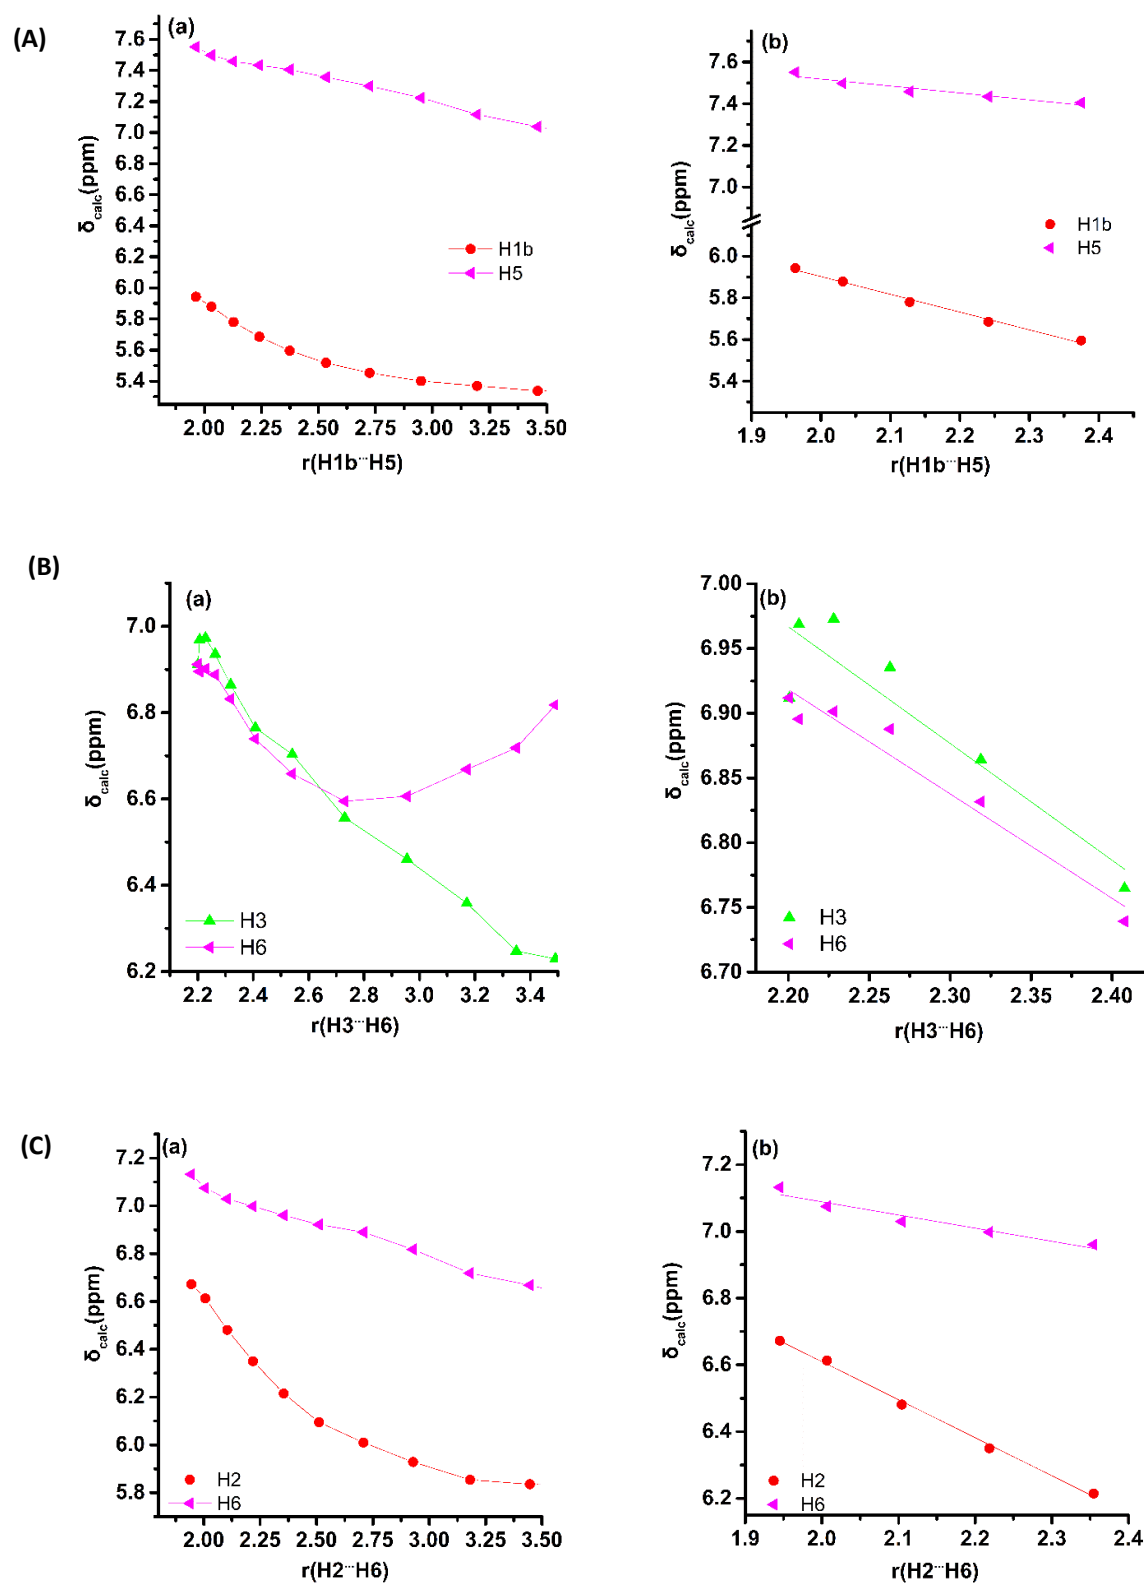 (A)
(a)
7.6
7.4
7.2
7.0
6.8
6.6
6.4
6.2
6.0
5.8
5.6
5.4
δcalc(ppm)
H1b
H5
2.00 2.25 2.50 2.75 3.00 3.25 3.50
r(H1b···H5)
(b)
7.6
7.4
7.2
7.0
6.0
5.8
5.6
5.4
δcalc(ppm)
H1b
H5
1.9 2.0 2.1 2.2 2.3 2.4
r(H1b···H5)
(B)
(a)
7.0
6.8
6.6
6.4
6.2
δcalc(ppm)
H3
H6
2.2 2.4 2.6 2.8 3.0 3.2 3.4
r(H3···H6)
(b)
7.00
6.95
6.90
6.85
6.80
6.75
6.70
δcalc(ppm)
H3
H6
2.20 2.25 2.30 2.35 2.40
r(H3···H6)
(C)
(a)
7.2
7.0
6.8
6.6
6.4
6.2
6.0
5.8
δcalc(ppm)
H2
H6
2.00 2.25 2.50 2.75 3.00 3.25 3.50
r(H2···H6)
(b)
7.2
7.0
6.8
6.6
6.4
6.2
δcalc(ppm)
H2
H6
1.9 2.0 2.1 2.2 2.3 2.4
r(H2···H6)